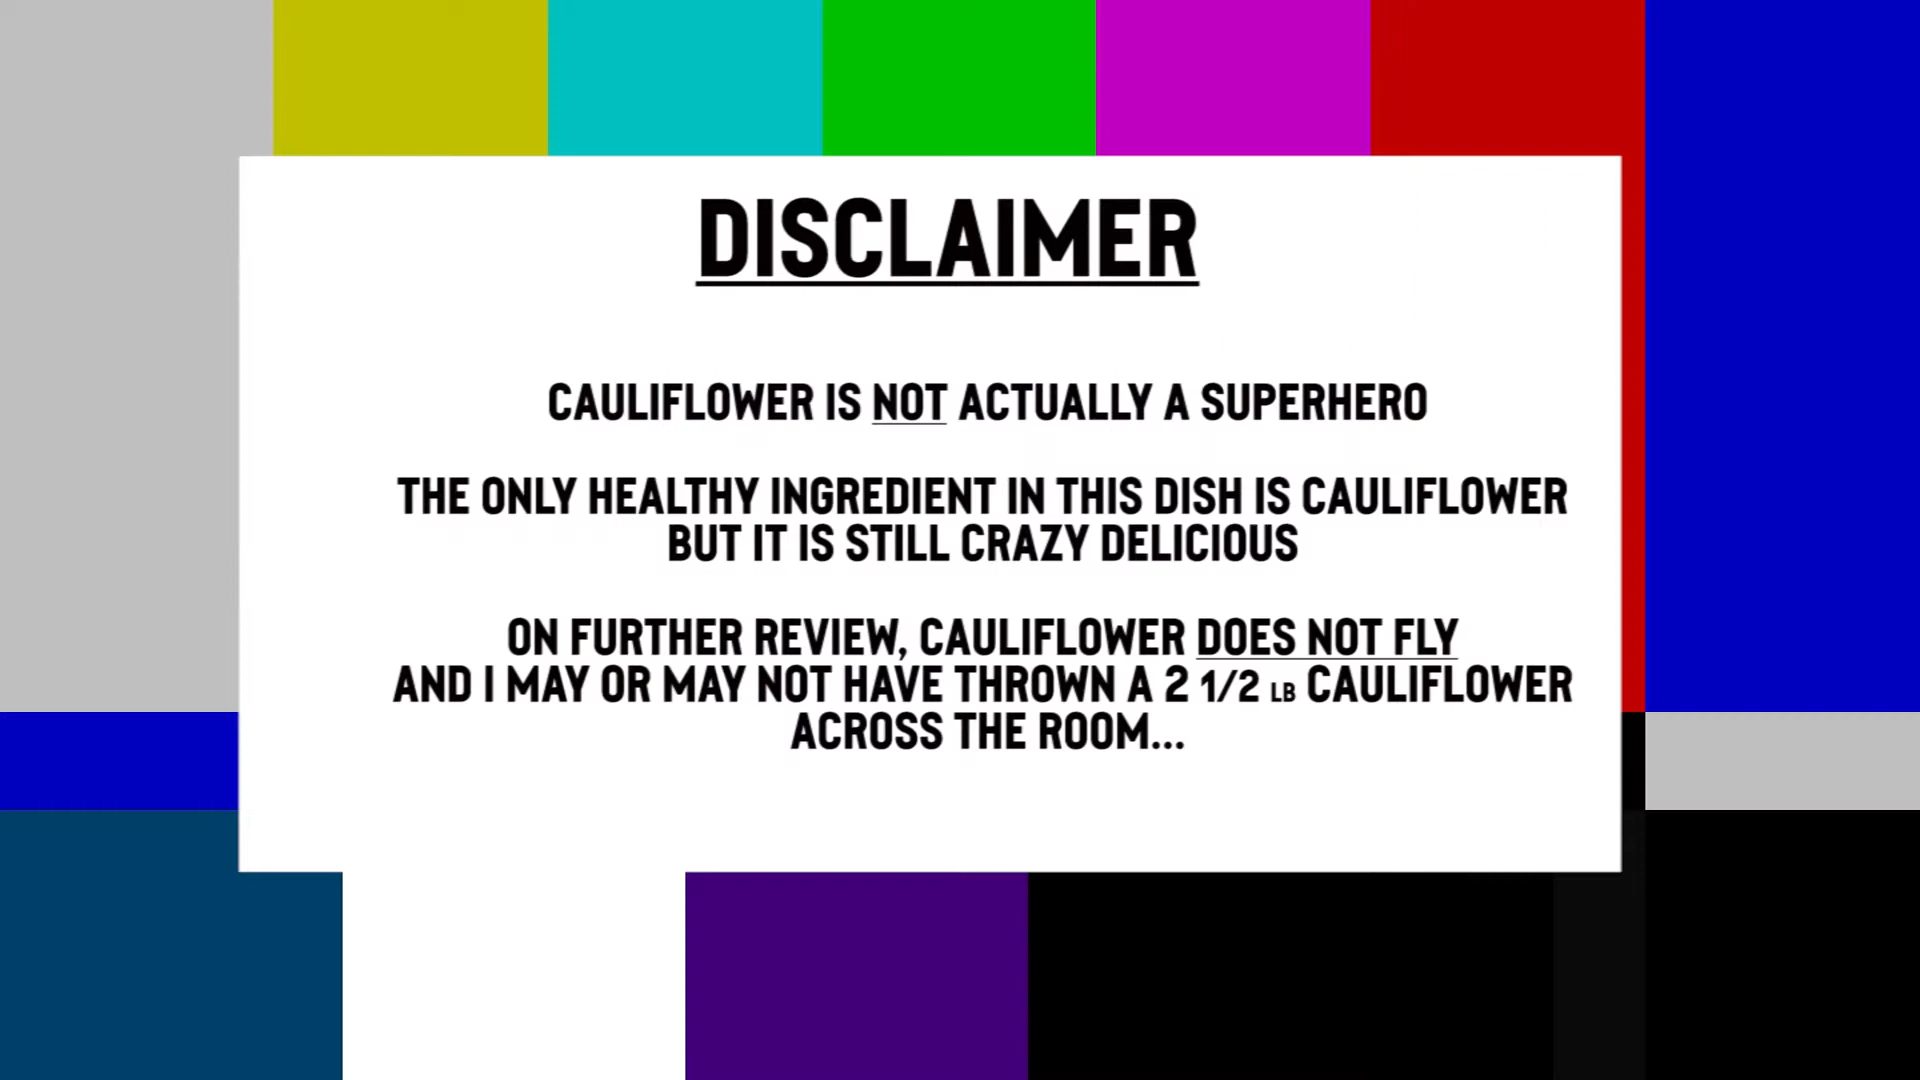 DISCLAIMER
CAULIFLOWER IS NOT ACTUALLY A SUPERHERO
THE ONLY HEALTHY INGREDIENT IN THIS DISH IS CAULIFLOWER
BUT IT IS STILL CRAZY DELICIOUS
ON FURTHER REVIEW, CAULIFLOWER DOES NOT FLY
AND I MAY OR MAY NOT HAVE THROWN A 2 1/2 LB CAULIFLOWER
ACROSS THE ROOM...